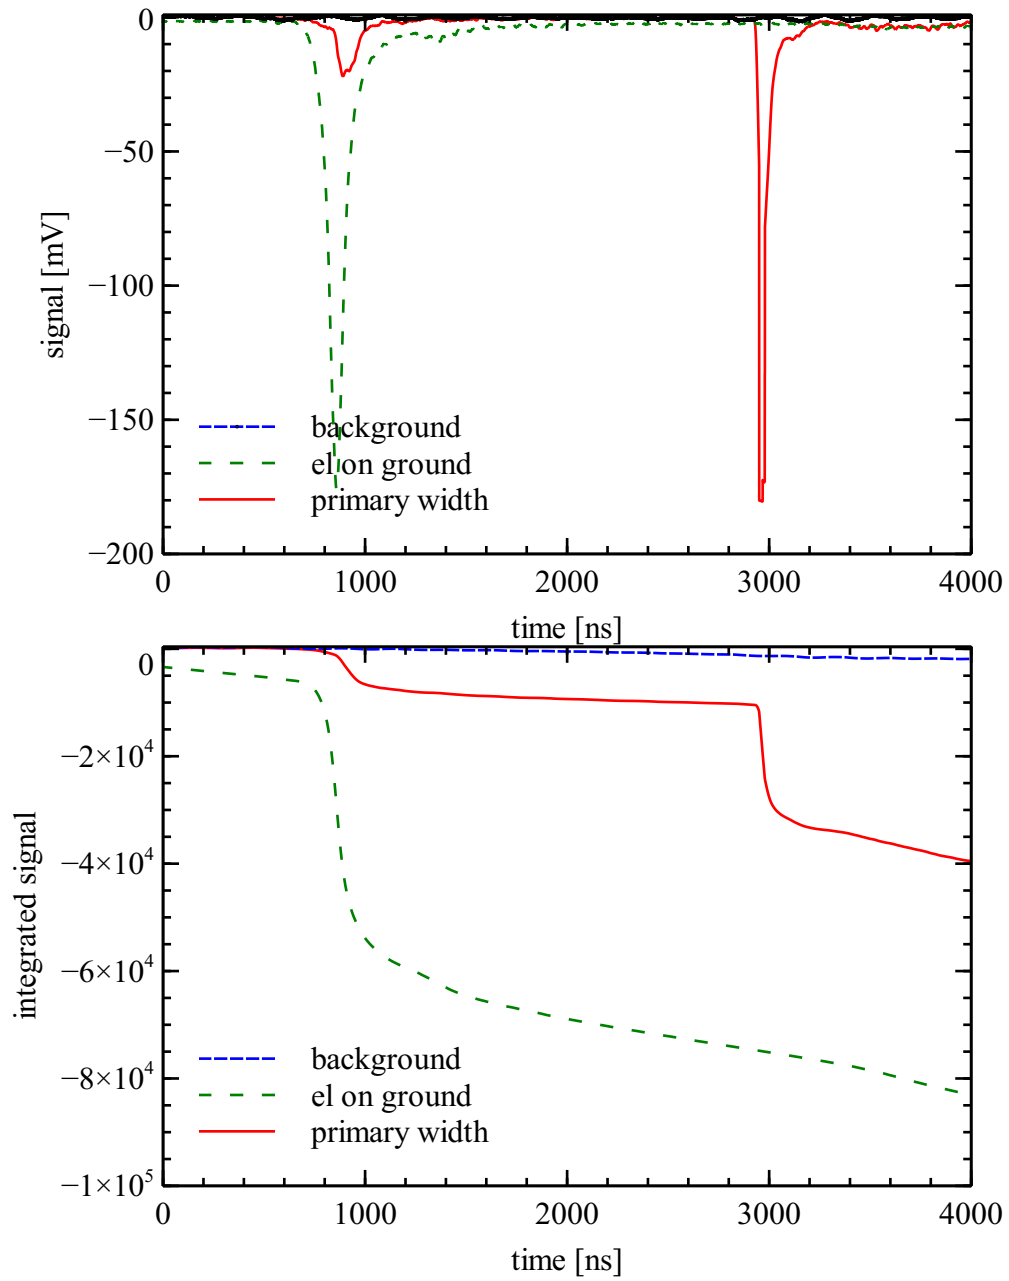 0
−50
−100
−150
−200
signal [mV]
background
el on ground
primary width
0 1000 2000 3000 4000
time [ns]
0
−2×10⁴
−4×10⁴
−6×10⁴
−8×10⁴
−1×10⁵
integrated signal
background
el on ground
primary width
0 1000 2000 3000 4000
time [ns]